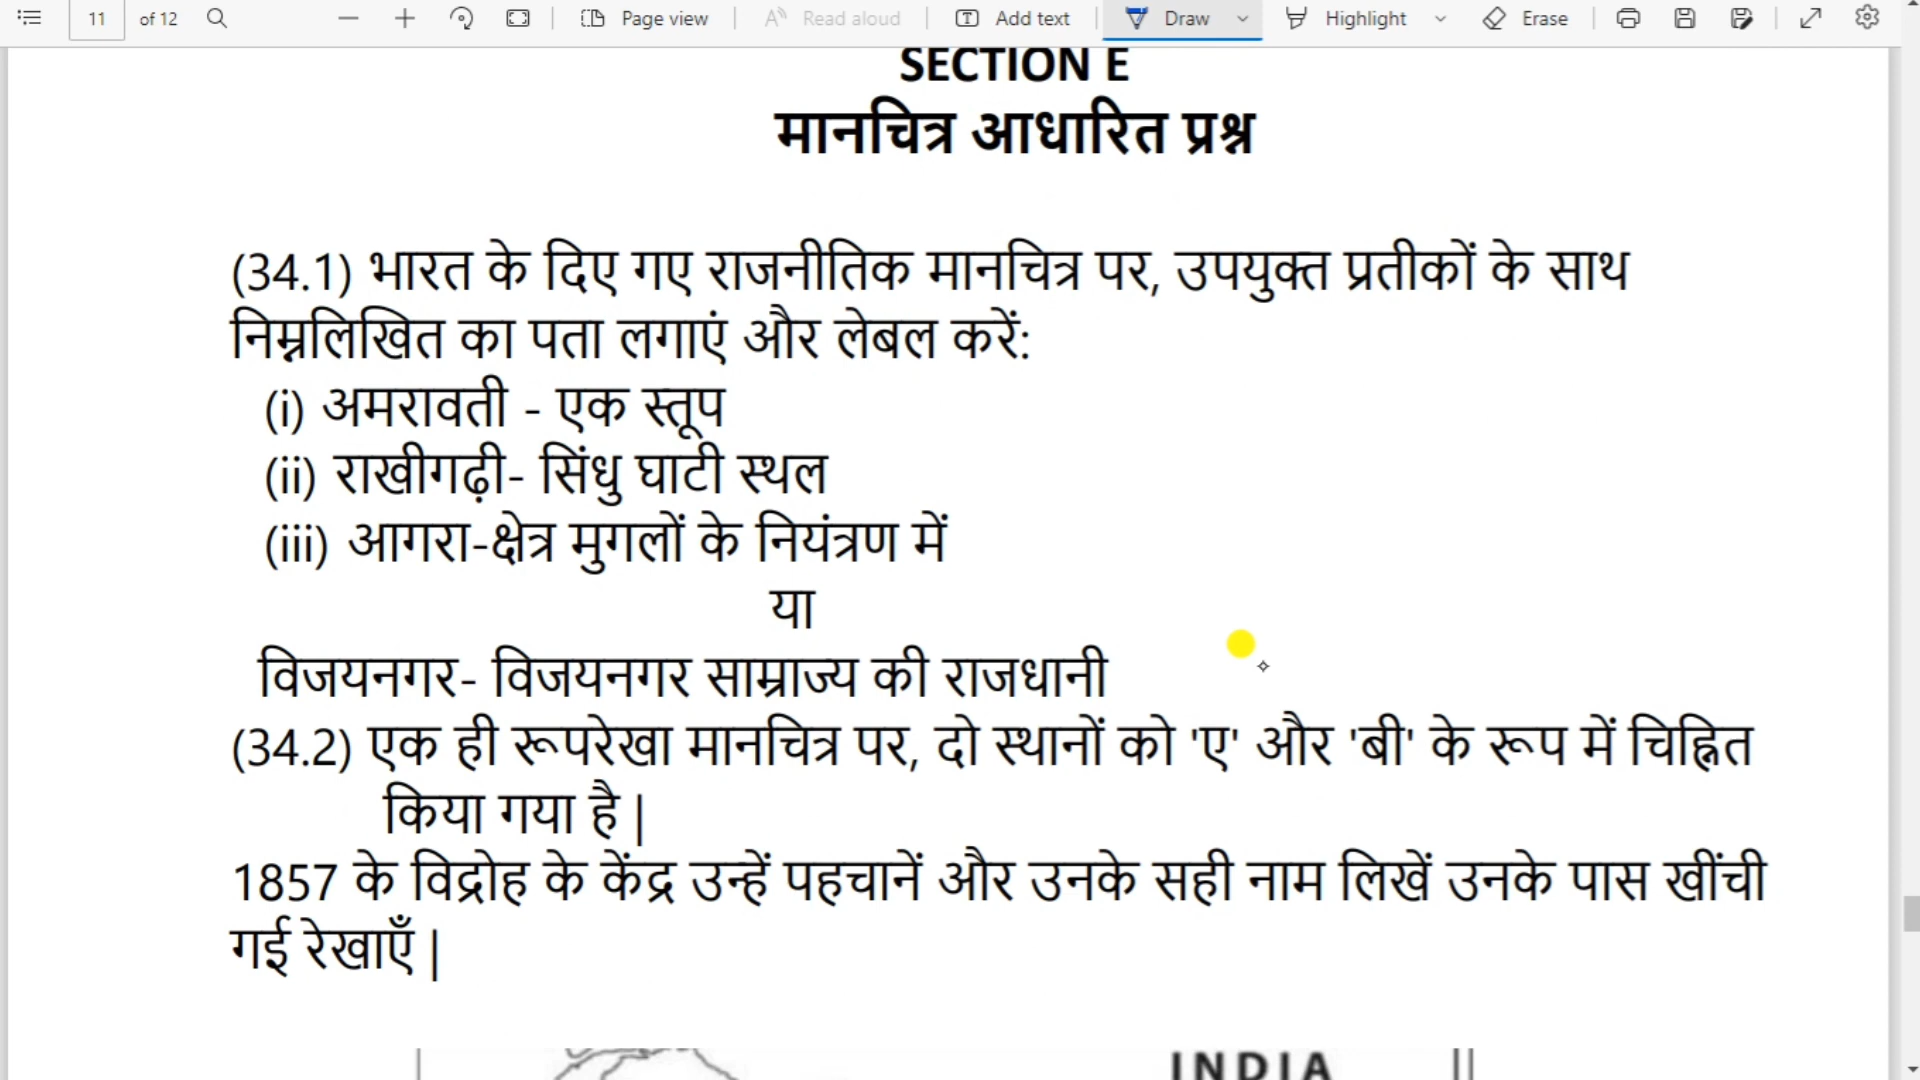 11 of 12 Page view Read aloud Add text Draw Highlight Erase
SECTION E
मानचित्र आधारित प्रश्न
(34.1) भारत के दिए गए राजनीतिक मानचित्र पर, उपयुक्त प्रतीकों के साथ
निम्नलिखित का पता लगाएं और लेबल करें:
(i) अमरावती - एक स्तूप
(ii) राखीगढ़ी- सिंधु घाटी स्थल
(iii) आगरा-क्षेत्र मुगलों के नियंत्रण में
या
विजयनगर- विजयनगर साम्राज्य की राजधानी
(34.2) एक ही रूपरेखा मानचित्र पर, दो स्थानों को 'ए' और 'बी' के रूप में चिह्नित
किया गया है |
1857 के विद्रोह के केंद्र उन्हें पहचानें और उनके सही नाम लिखें उनके पास खींची
गई रेखाएँ |
INDIA